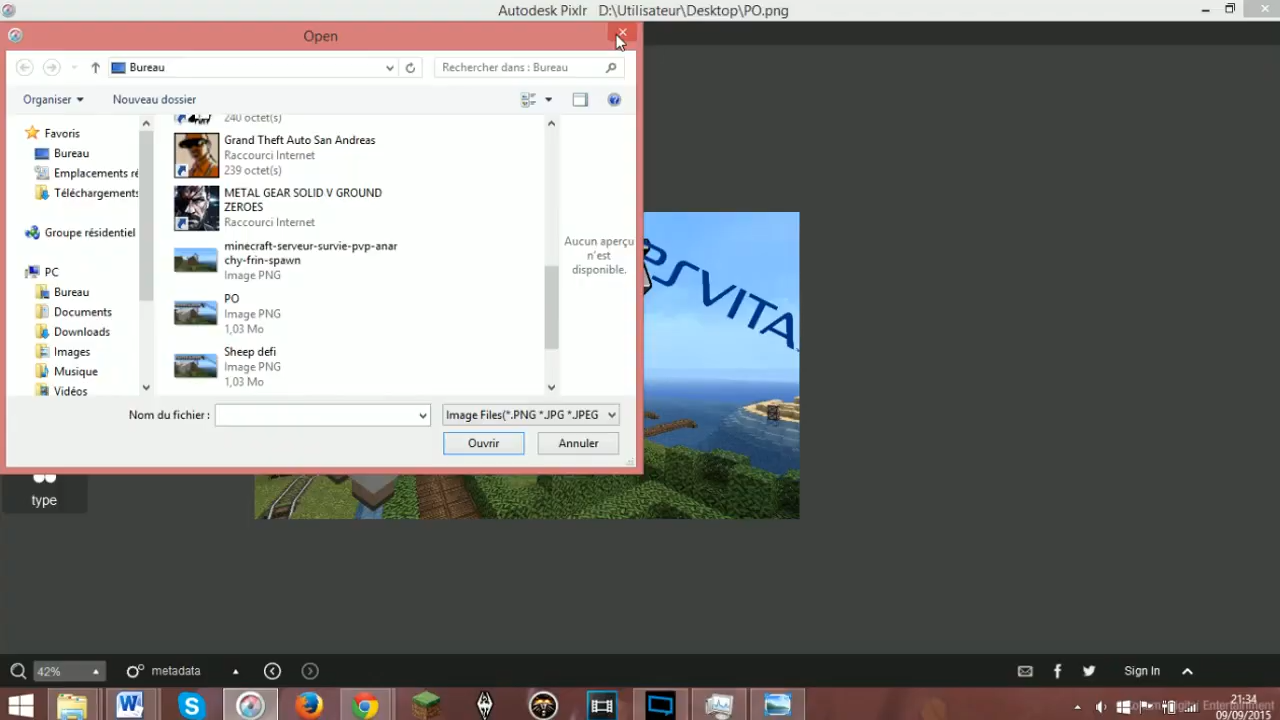 Autodesk Pixlr D:\Utilisateur\Desktop\PO.png
Open
Bureau
Rechercher dans : Bureau
Organiser
Nouveau dossier
240 octet(s)
Favoris
Bureau
Emplacements ré
Téléchargements
Groupe résidentiel
PC
Bureau
Documents
Downloads
Images
Musique
Vidéos
Grand Theft Auto San Andreas
Raccourci Internet
239 octet(s)
METAL GEAR SOLID V GROUND
ZEROES
Raccourci Internet
minecraft-serveur-survie-pvp-anar
chy-frin-spawn
Image PNG
PO
Image PNG
1,03 Mo
Sheep defi
Image PNG
1,03 Mo
Aucun aperçu
n'est
disponible.
Nom du fichier :
Image Files(*.PNG *.JPG *.JPEG
Ouvrir
Annuler
PSVITA
type
42%
metadata
Sign In
21:34
Entertainment
09/09/2015